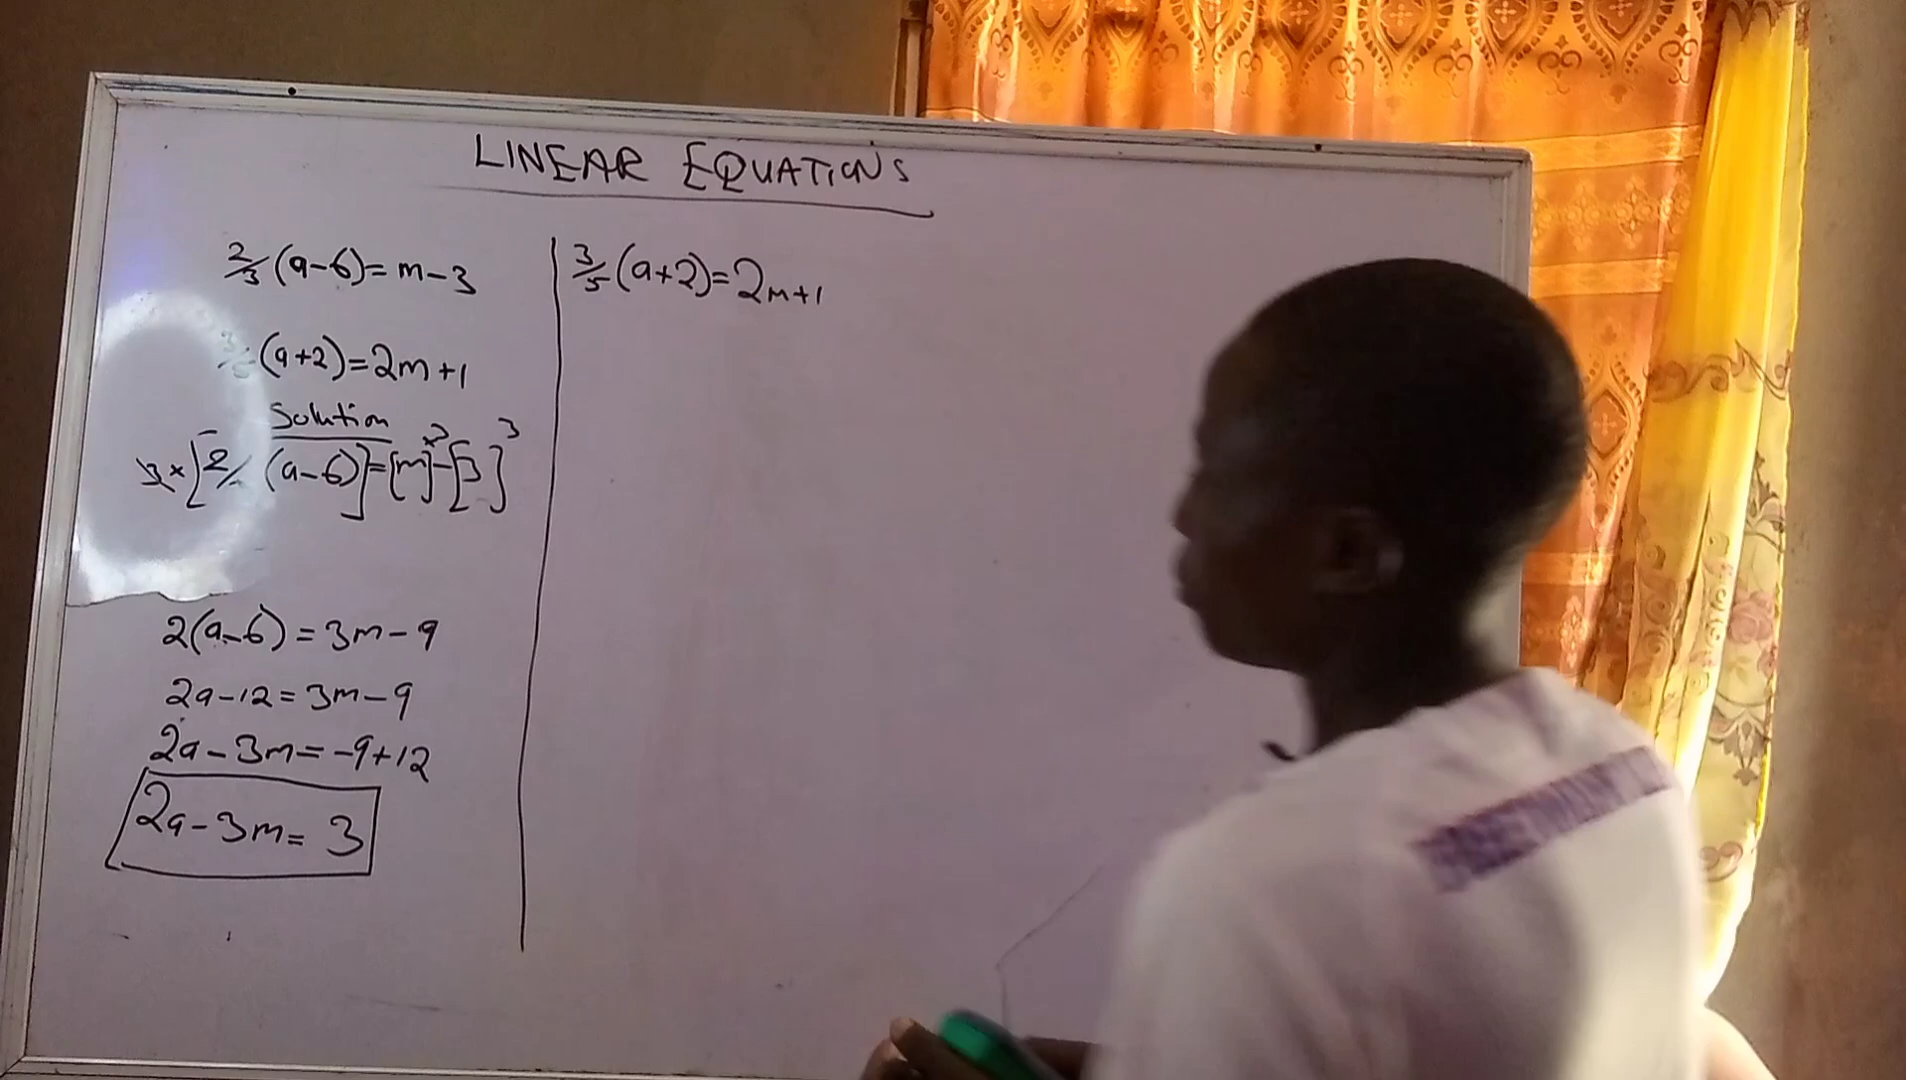 LINEAR EQUATIONS
2/3 (a-6) = m-3
3/5 (a+2) = 2m+1
Solution
3 x [2/ (a-6)] = [m]x3 - [3]3
2(a-6) = 3m-9
2a-12 = 3m-9
2a-3m = -9+12
2a-3m = 3
3/5 (a+2) = 2m+1